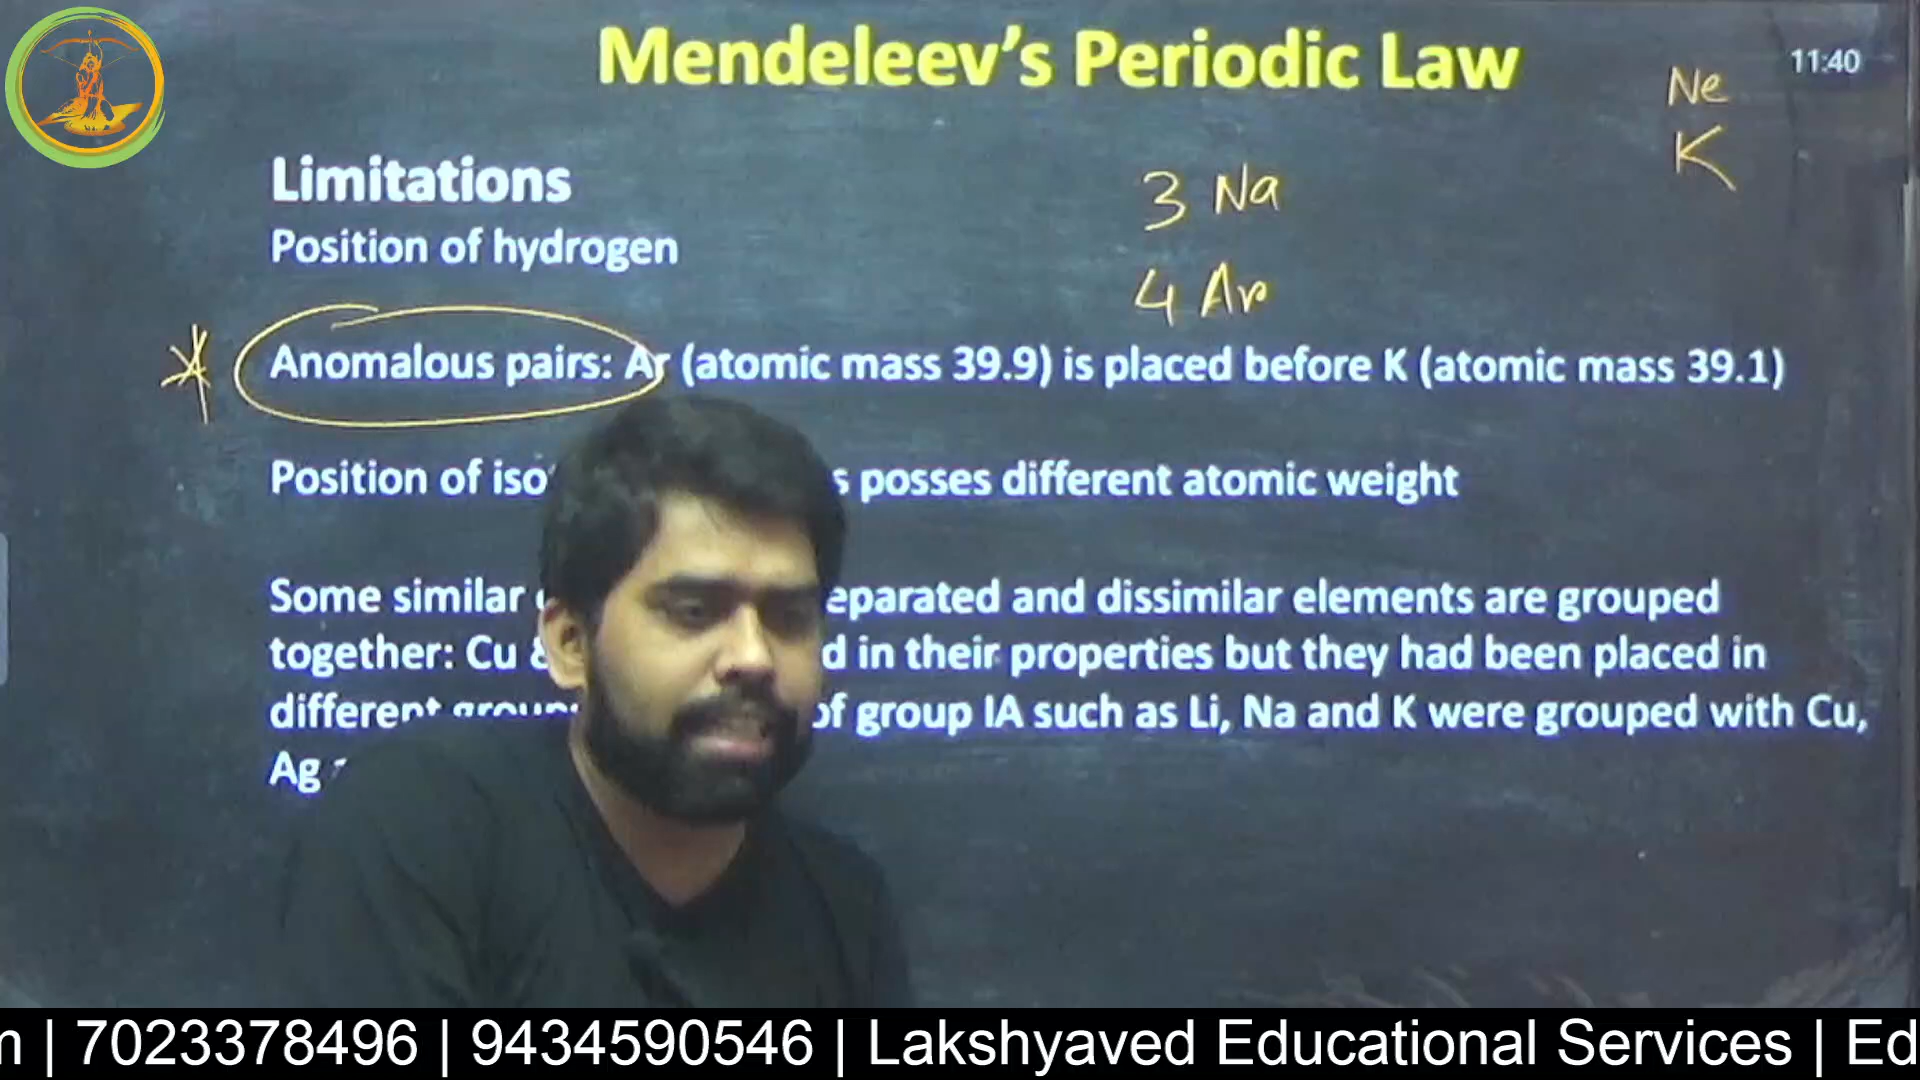 Mendeleev's Periodic Law
11:40
Ne
K
Limitations
3 Na
Position of hydrogen
4 Ar
Anomalous pairs: Ar (atomic mass 39.9) is placed before K (atomic mass 39.1)
Position of posses different atomic weight
Some similar and dissimilar elements are grouped
together: Cu in their properties but they had been placed in
of group IA such as Li, Na and K were grouped with Cu,
Ag
| 7023378496 | 9434590546 | Lakshyaved Educational Services |